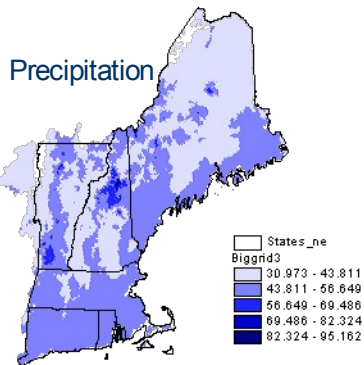 Precipitation
States_ne
Biggrid3
30.973 - 43.811
43.811 - 56.649
56.649 - 69.486
69.486 - 82.324
82.324 - 95.162